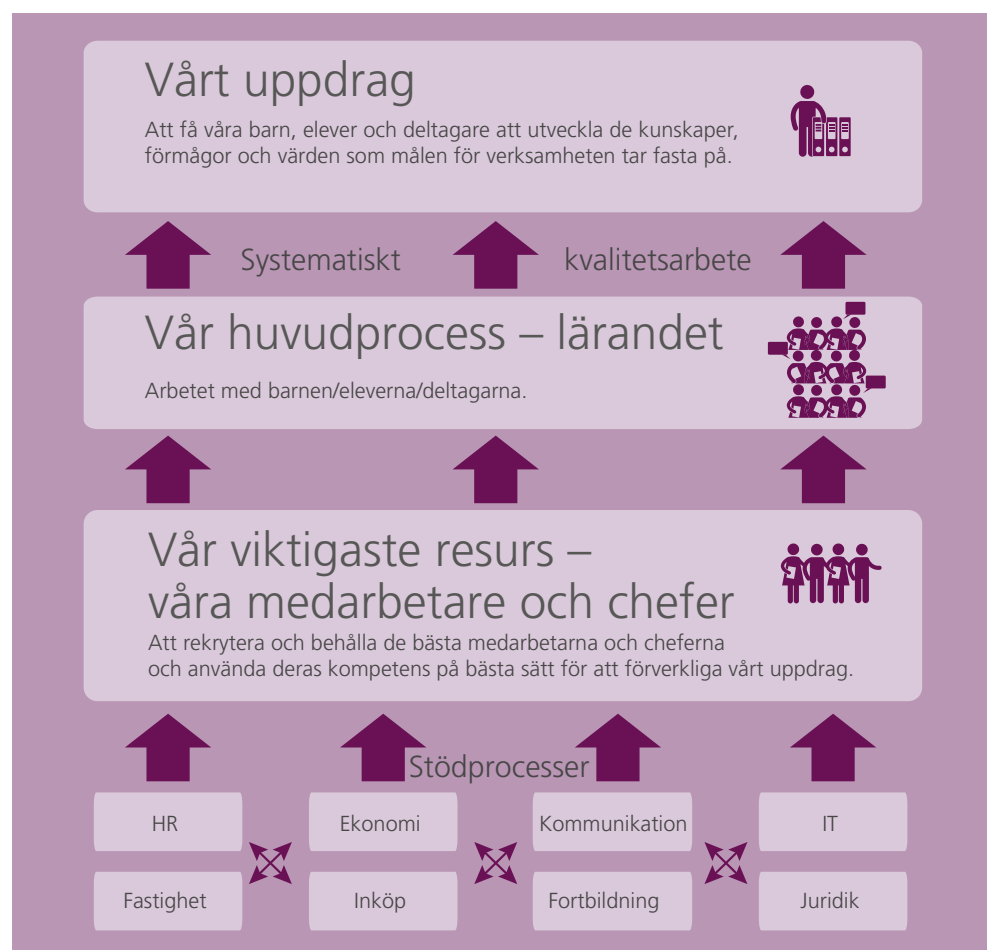 Vårt uppdrag
Att få våra barn, elever och deltagare att utveckla de kunskaper,
förmågor och värden som målen för verksamheten tar fasta på.
Systematiskt kvalitetsarbete
Vår huvudprocess – lärandet
Arbetet med barnen/eleverna/deltagarna.
Vår viktigaste resurs –
våra medarbetare och chefer
Att rekrytera och behålla de bästa medarbetarna och cheferna
och använda deras kompetens på bästa sätt för att förverkliga vårt uppdrag.
Stödprocesser
HR Ekonomi Kommunikation IT
Fastighet Inköp Fortbildning Juridik